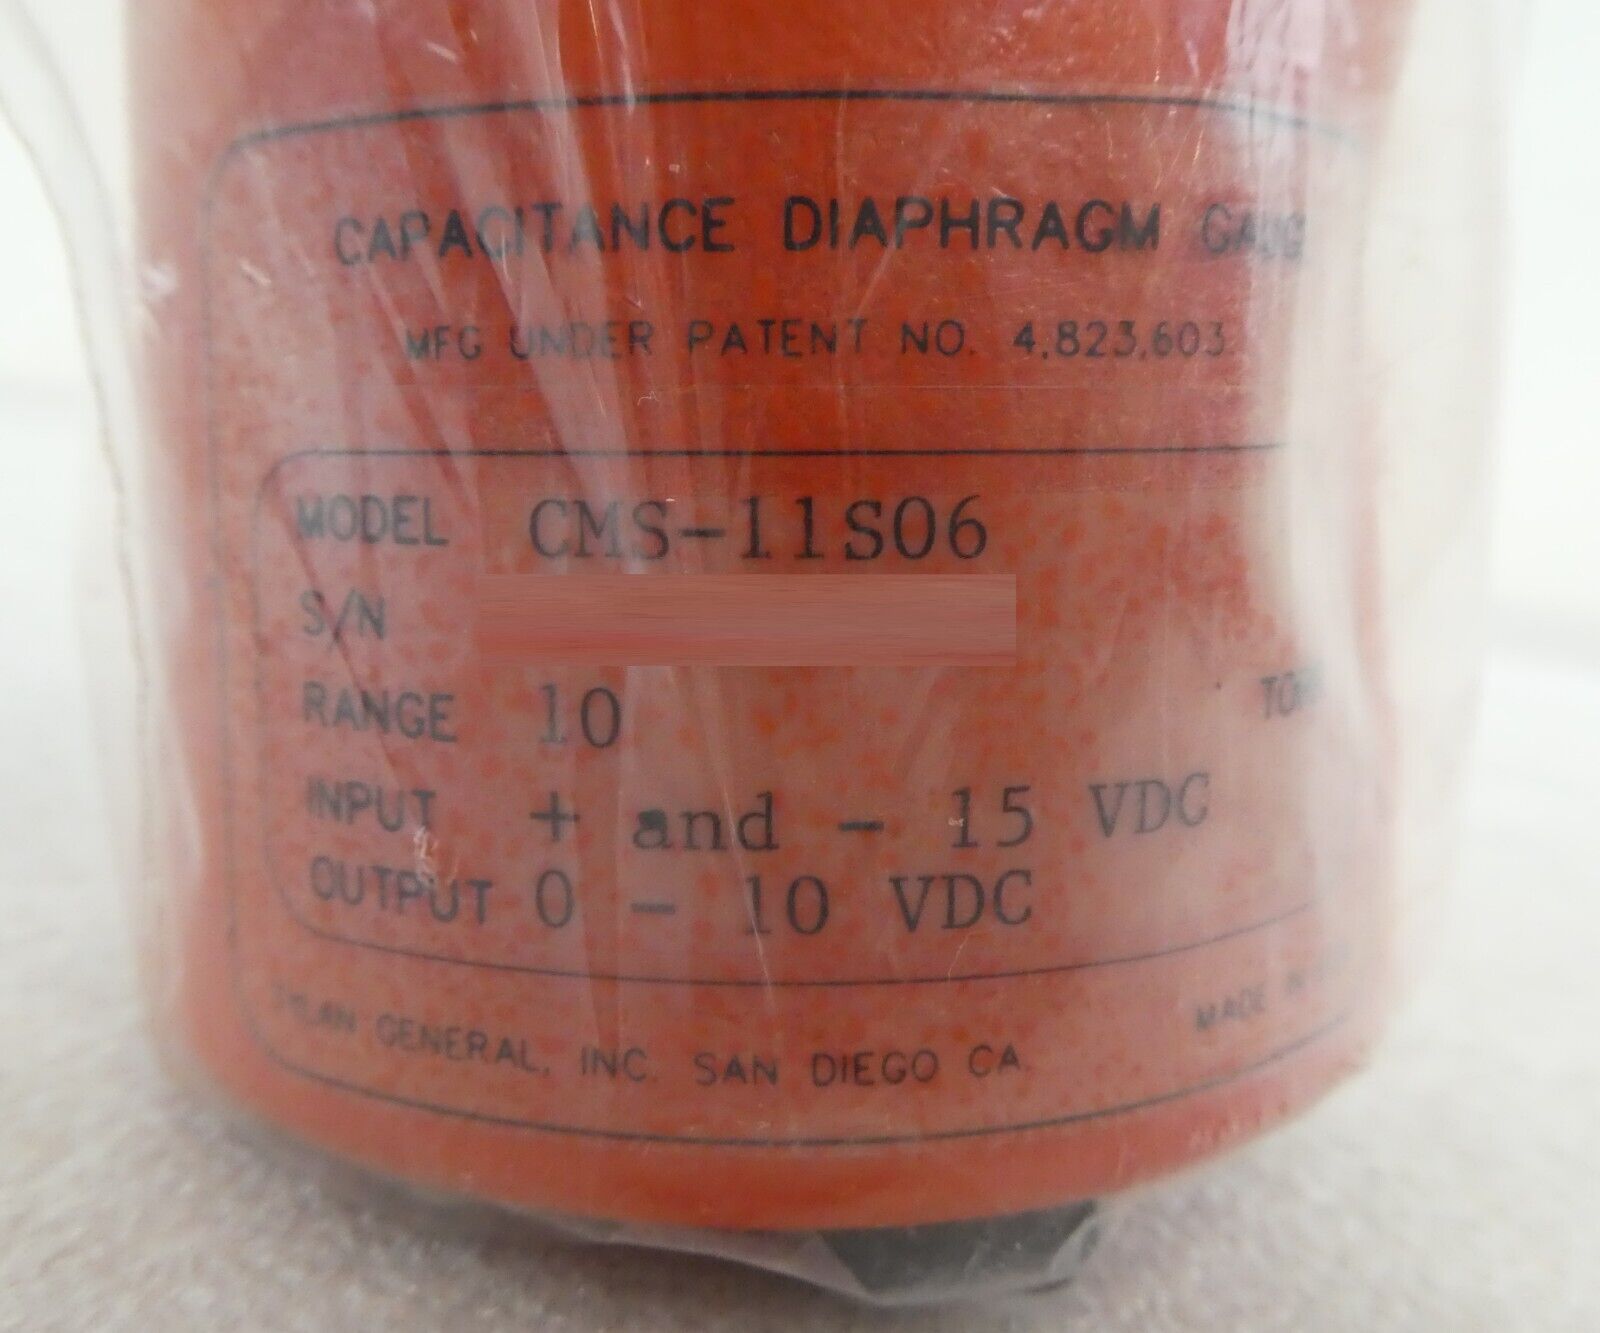 CAPACITANCE DIAPHRAGM
MFG UNDER PATENT NO. 4,823,603
MODEL CMS-11S06
S/N
RANGE 10
INPUT + and - 15 VDC
OUTPUT 0 - 10 VDC
GENERAL, INC. SAN DIEGO CA.
MADE